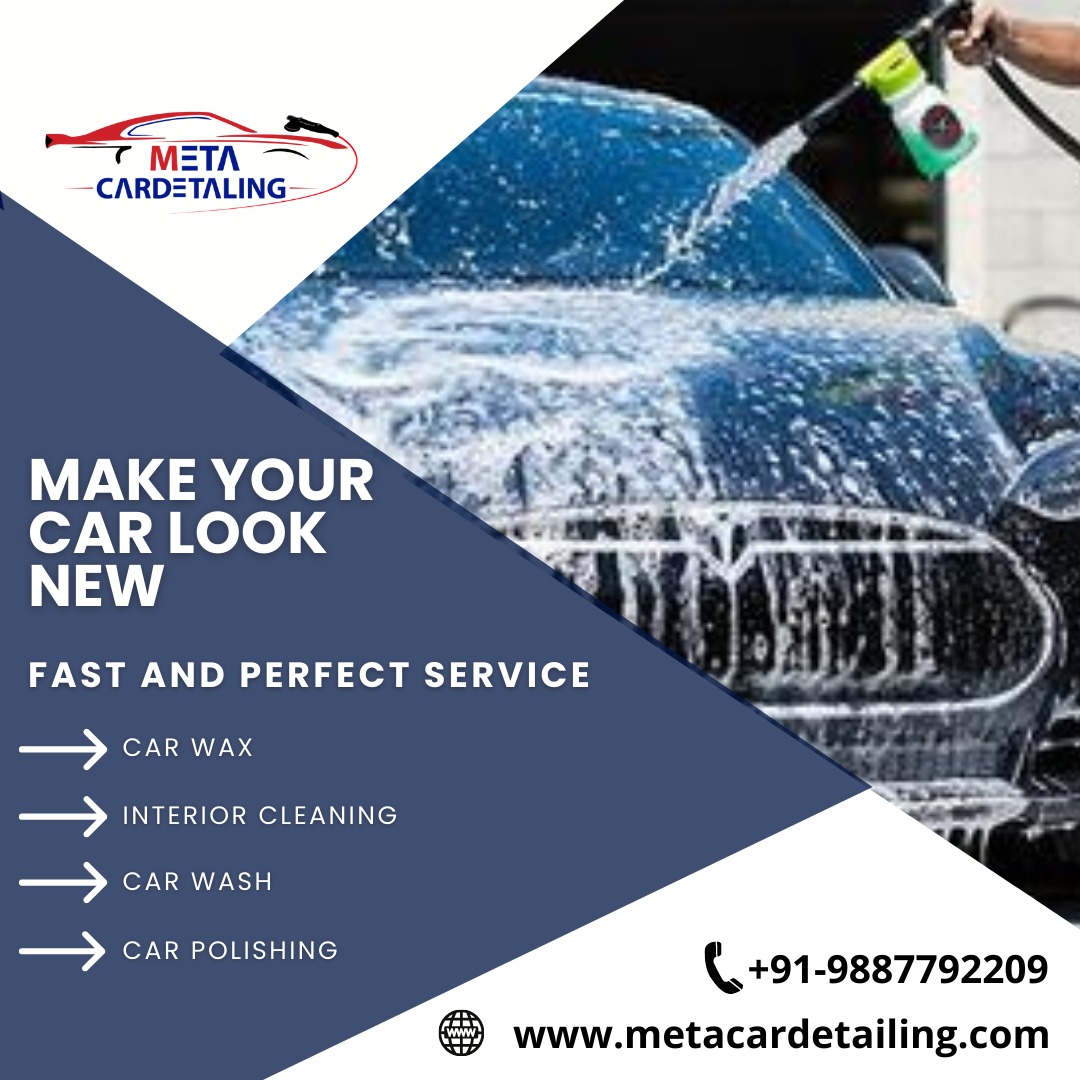 META
CARDETALING
MAKE YOUR
CAR LOOK
NEW
FAST AND PERFECT SERVICE
CAR WAX
INTERIOR CLEANING
CAR WASH
CAR POLISHING
+91-9887792209
www
www.metacardetailing.com